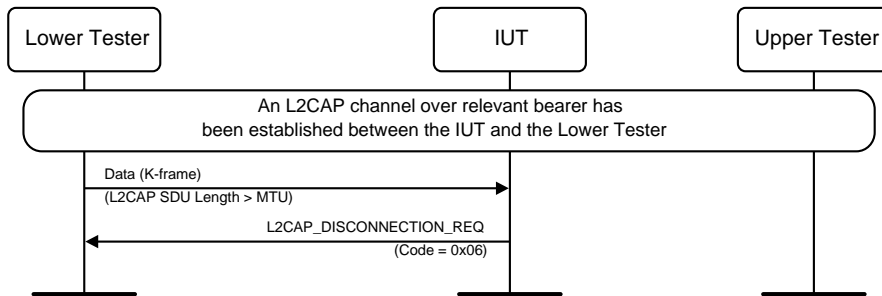 Lower Tester
IUT
Upper Tester
An L2CAP channel over relevant bearer has
been established between the IUT and the Lower Tester
Data (K-frame)
(L2CAP SDU Length > MTU)
L2CAP_DISCONNECTION_REQ
(Code = 0x06)